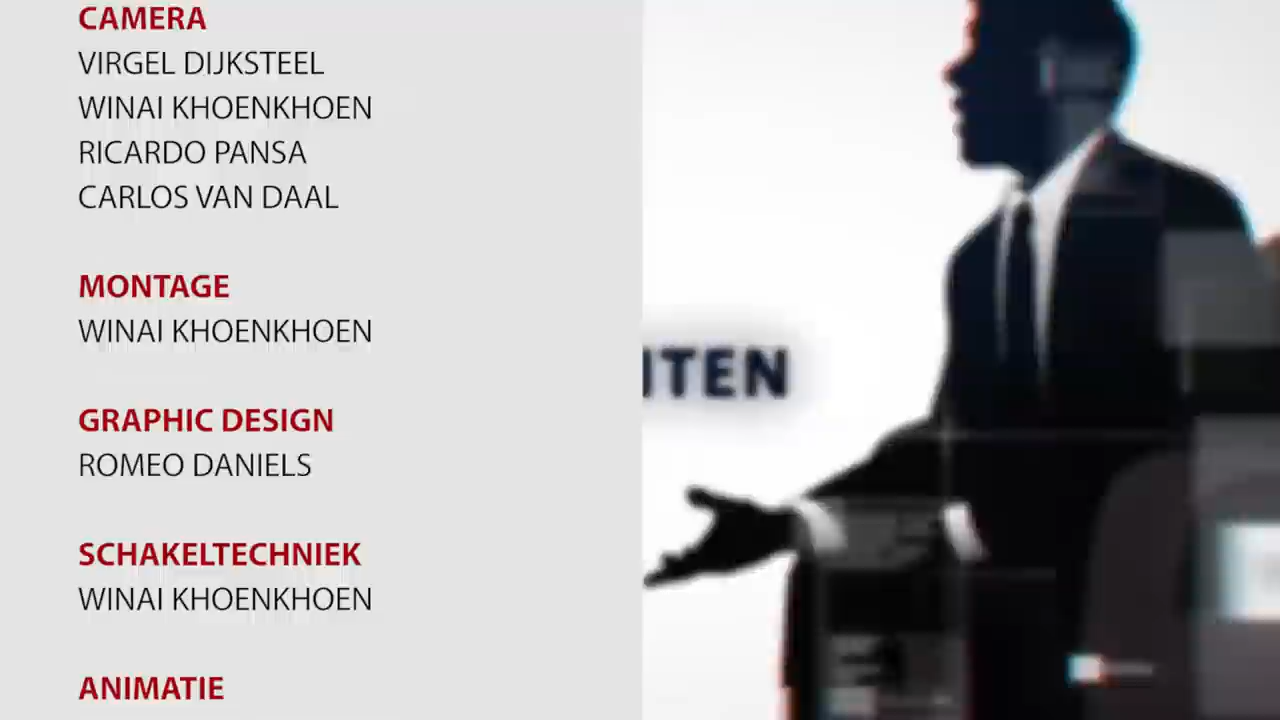 CAMERA
VIRGEL DIJKSTEEL
WINAI KHOENKHOEN
RICARDO PANSA
CARLOS VAN DAAL
MONTAGE
WINAI KHOENKHOEN
ITEN
GRAPHIC DESIGN
ROMEO DANIELS
SCHAKELTECHNIEK
WINAI KHOENKHOEN
ANIMATIE